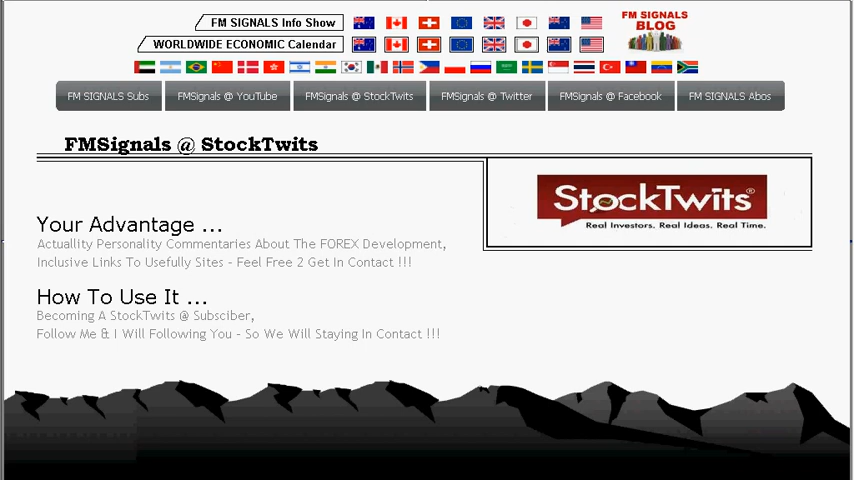 FM SIGNALS Info Show
FM SIGNALS
BLOG
WORLDWIDE ECONOMIC Calendar
FM SIGNALS Subs
FMSignals @ YouTube
FMSignals @ StockTwits
FMSignals @ Twitter
FMSignals @ Facebook
FM SIGNALS Abos
FMSignals @ StockTwits
StockTwits®
Real Investors. Real Ideas. Real Time.
Your Advantage ...
Actuallity Personality Commentaries About The FOREX Development,
Inclusive Links To Usefully Sites - Feel Free 2 Get In Contact !!!
How To Use It ...
Becoming A StockTwits @ Subsciber,
Follow Me & I Will Following You - So We Will Staying In Contact !!!